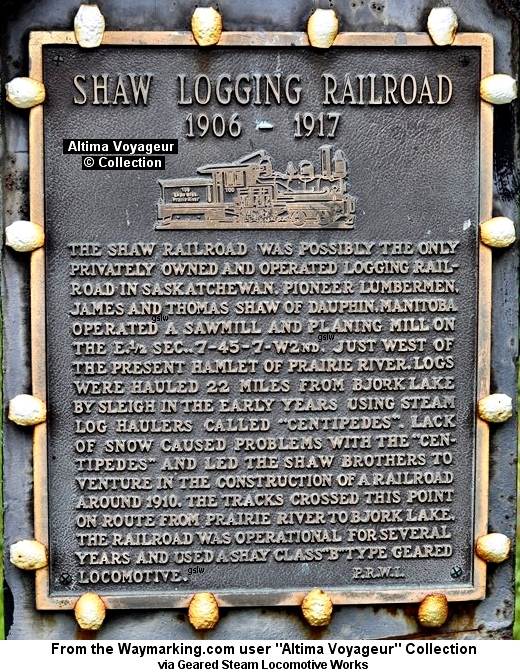 SHAW LOGGING RAILROAD
1906 - 1917
Altima Voyageur
© Collection
THE SHAW RAILROAD WAS POSSIBLY THE ONLY
PRIVATELY OWNED AND OPERATED LOGGING RAIL-
ROAD IN SASKATCHEWAN. PIONEER LUMBERMEN,
JAMES AND THOMAS SHAW OF DAUPHIN, MANITOBA
OPERATED A SAWMILL AND PLANING MILL ON
gslw
THE E.½ SEC. 7-45-7-W2ND. JUST WEST OF
gslw
THE PRESENT HAMLET OF PRAIRIE RIVER. LOGS
WERE HAULED 22 MILES FROM BJORK LAKE
BY SLEIGH IN THE EARLY YEARS USING STEAM
LOG HAULERS CALLED "CENTIPEDES". LACK
OF SNOW CAUSED PROBLEMS WITH THE "CEN-
TIPEDES" AND LED THE SHAW BROTHERS TO
VENTURE IN THE CONSTRUCTION OF A RAILROAD
AROUND 1910. THE TRACKS CROSSED THIS POINT
ON ROUTE FROM PRAIRIE RIVER TO BJORK LAKE.
THE RAILROAD WAS OPERATIONAL FOR SEVERAL
YEARS AND USED A SHAY CLASS "B" TYPE GEARED
LOCOMOTIVE. gslw P.R.W.I.
From the Waymarking.com user "Altima Voyageur" Collection
via Geared Steam Locomotive Works